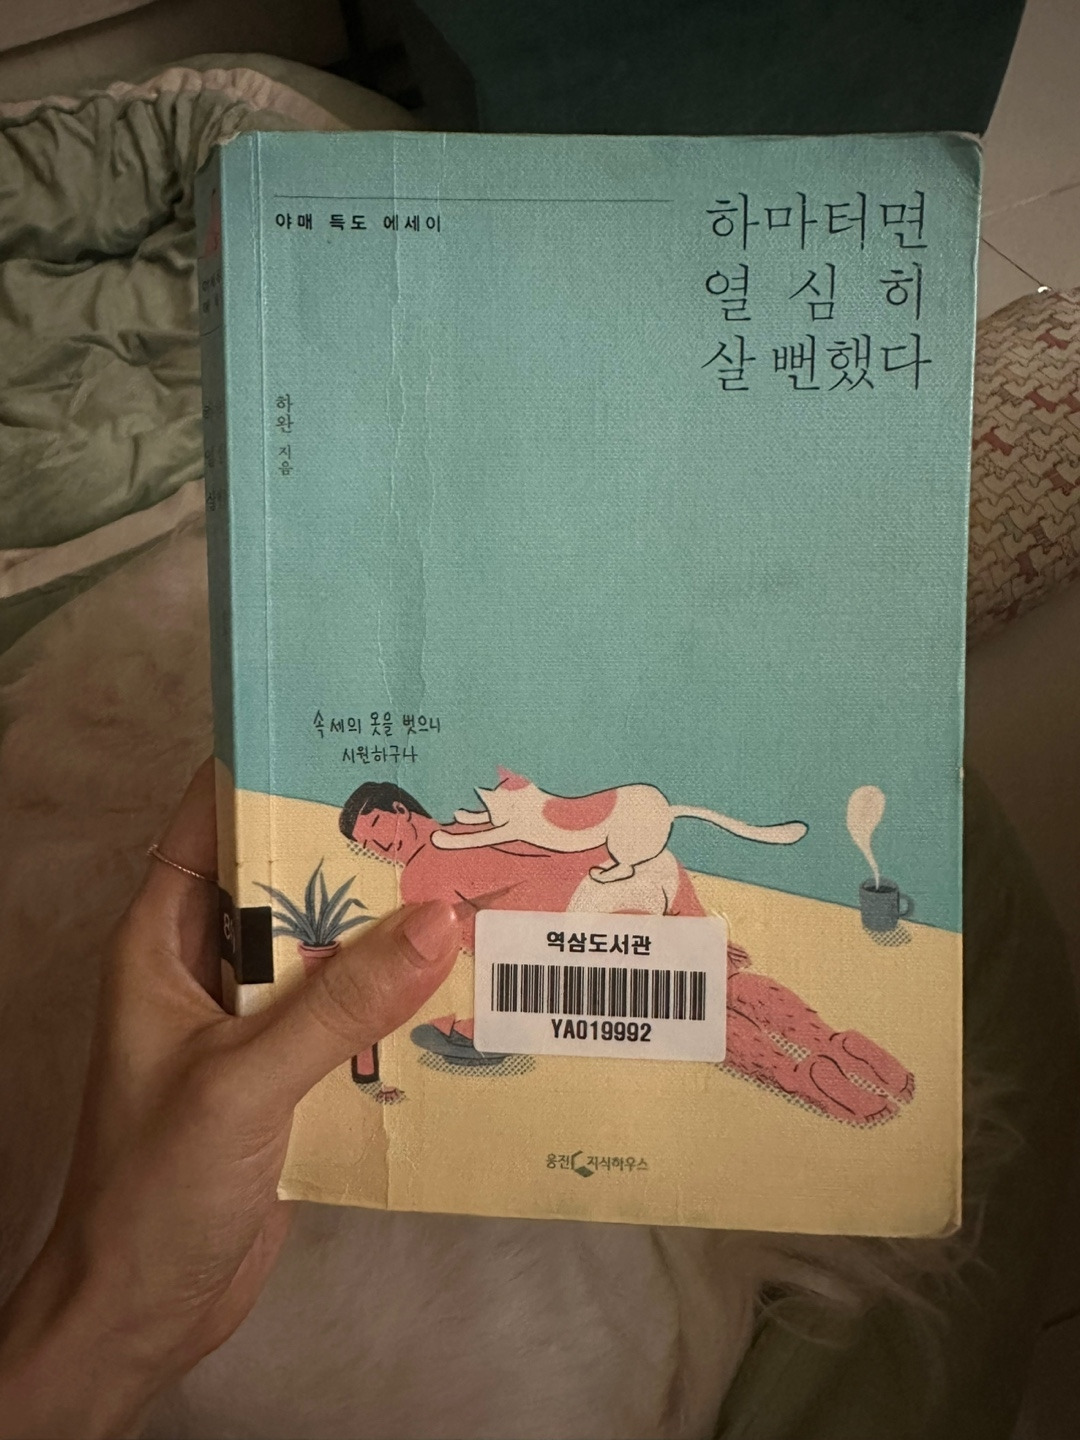 야매 득도 에세이
하마터면
열심히
살 뻔했다
하완 지음
속세의 옷을 벗으니
시원하구나
역삼도서관
YA019992
웅진 지식하우스